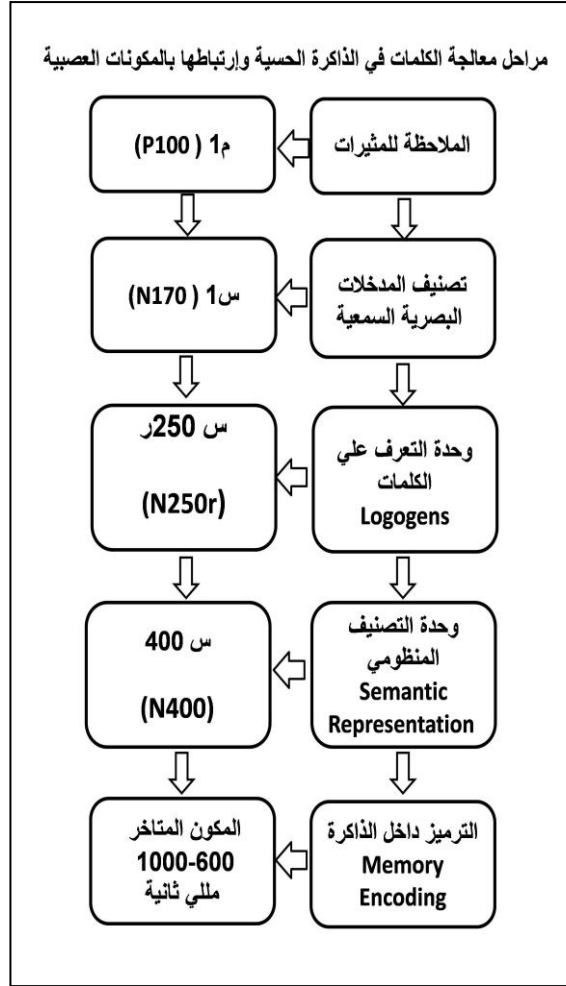 مراحل معالجة الكلمات في الذاكرة الحسية وإرتباطها بالمكونات العصبية
الملاحظة للمثيرات
م1 ( P100)
تصنيف المدخلات
البصرية السمعية
س1 ( N170)
وحدة التعرف علي
الكلمات
Logogens
س 250ر
(N250r)
وحدة التصنيف
المنظومي
Semantic
Representation
س 400
(N400)
الترميز داخل الذاكرة
Memory
Encoding
المكون المتاخر
1000-600
مللي ثانية